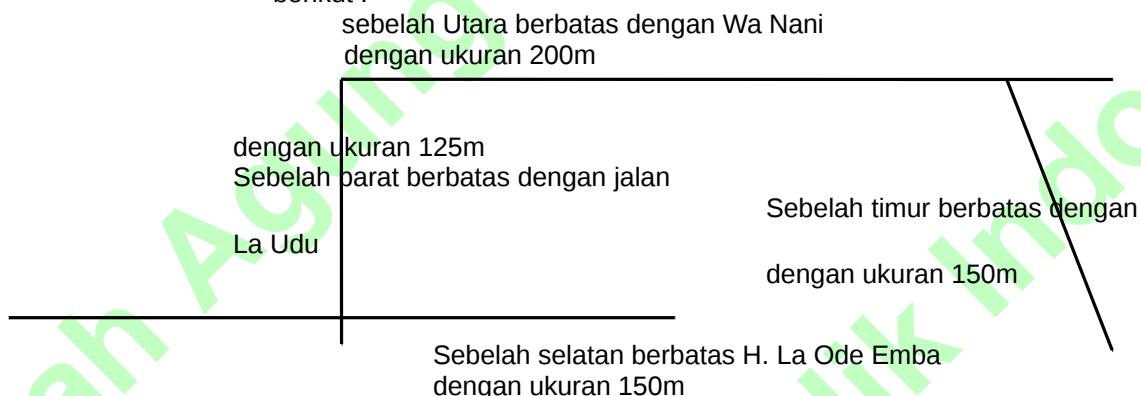 berikut :
sebelah Utara berbatas dengan Wa Nani
dengan ukuran 200m
dengan ukuran 125m
Sebelah barat berbatas dengan jalan
Sebelah timur berbatas dengan
La Udu
dengan ukuran 150m
Sebelah selatan berbatas H. La Ode Emba
dengan ukuran 150m